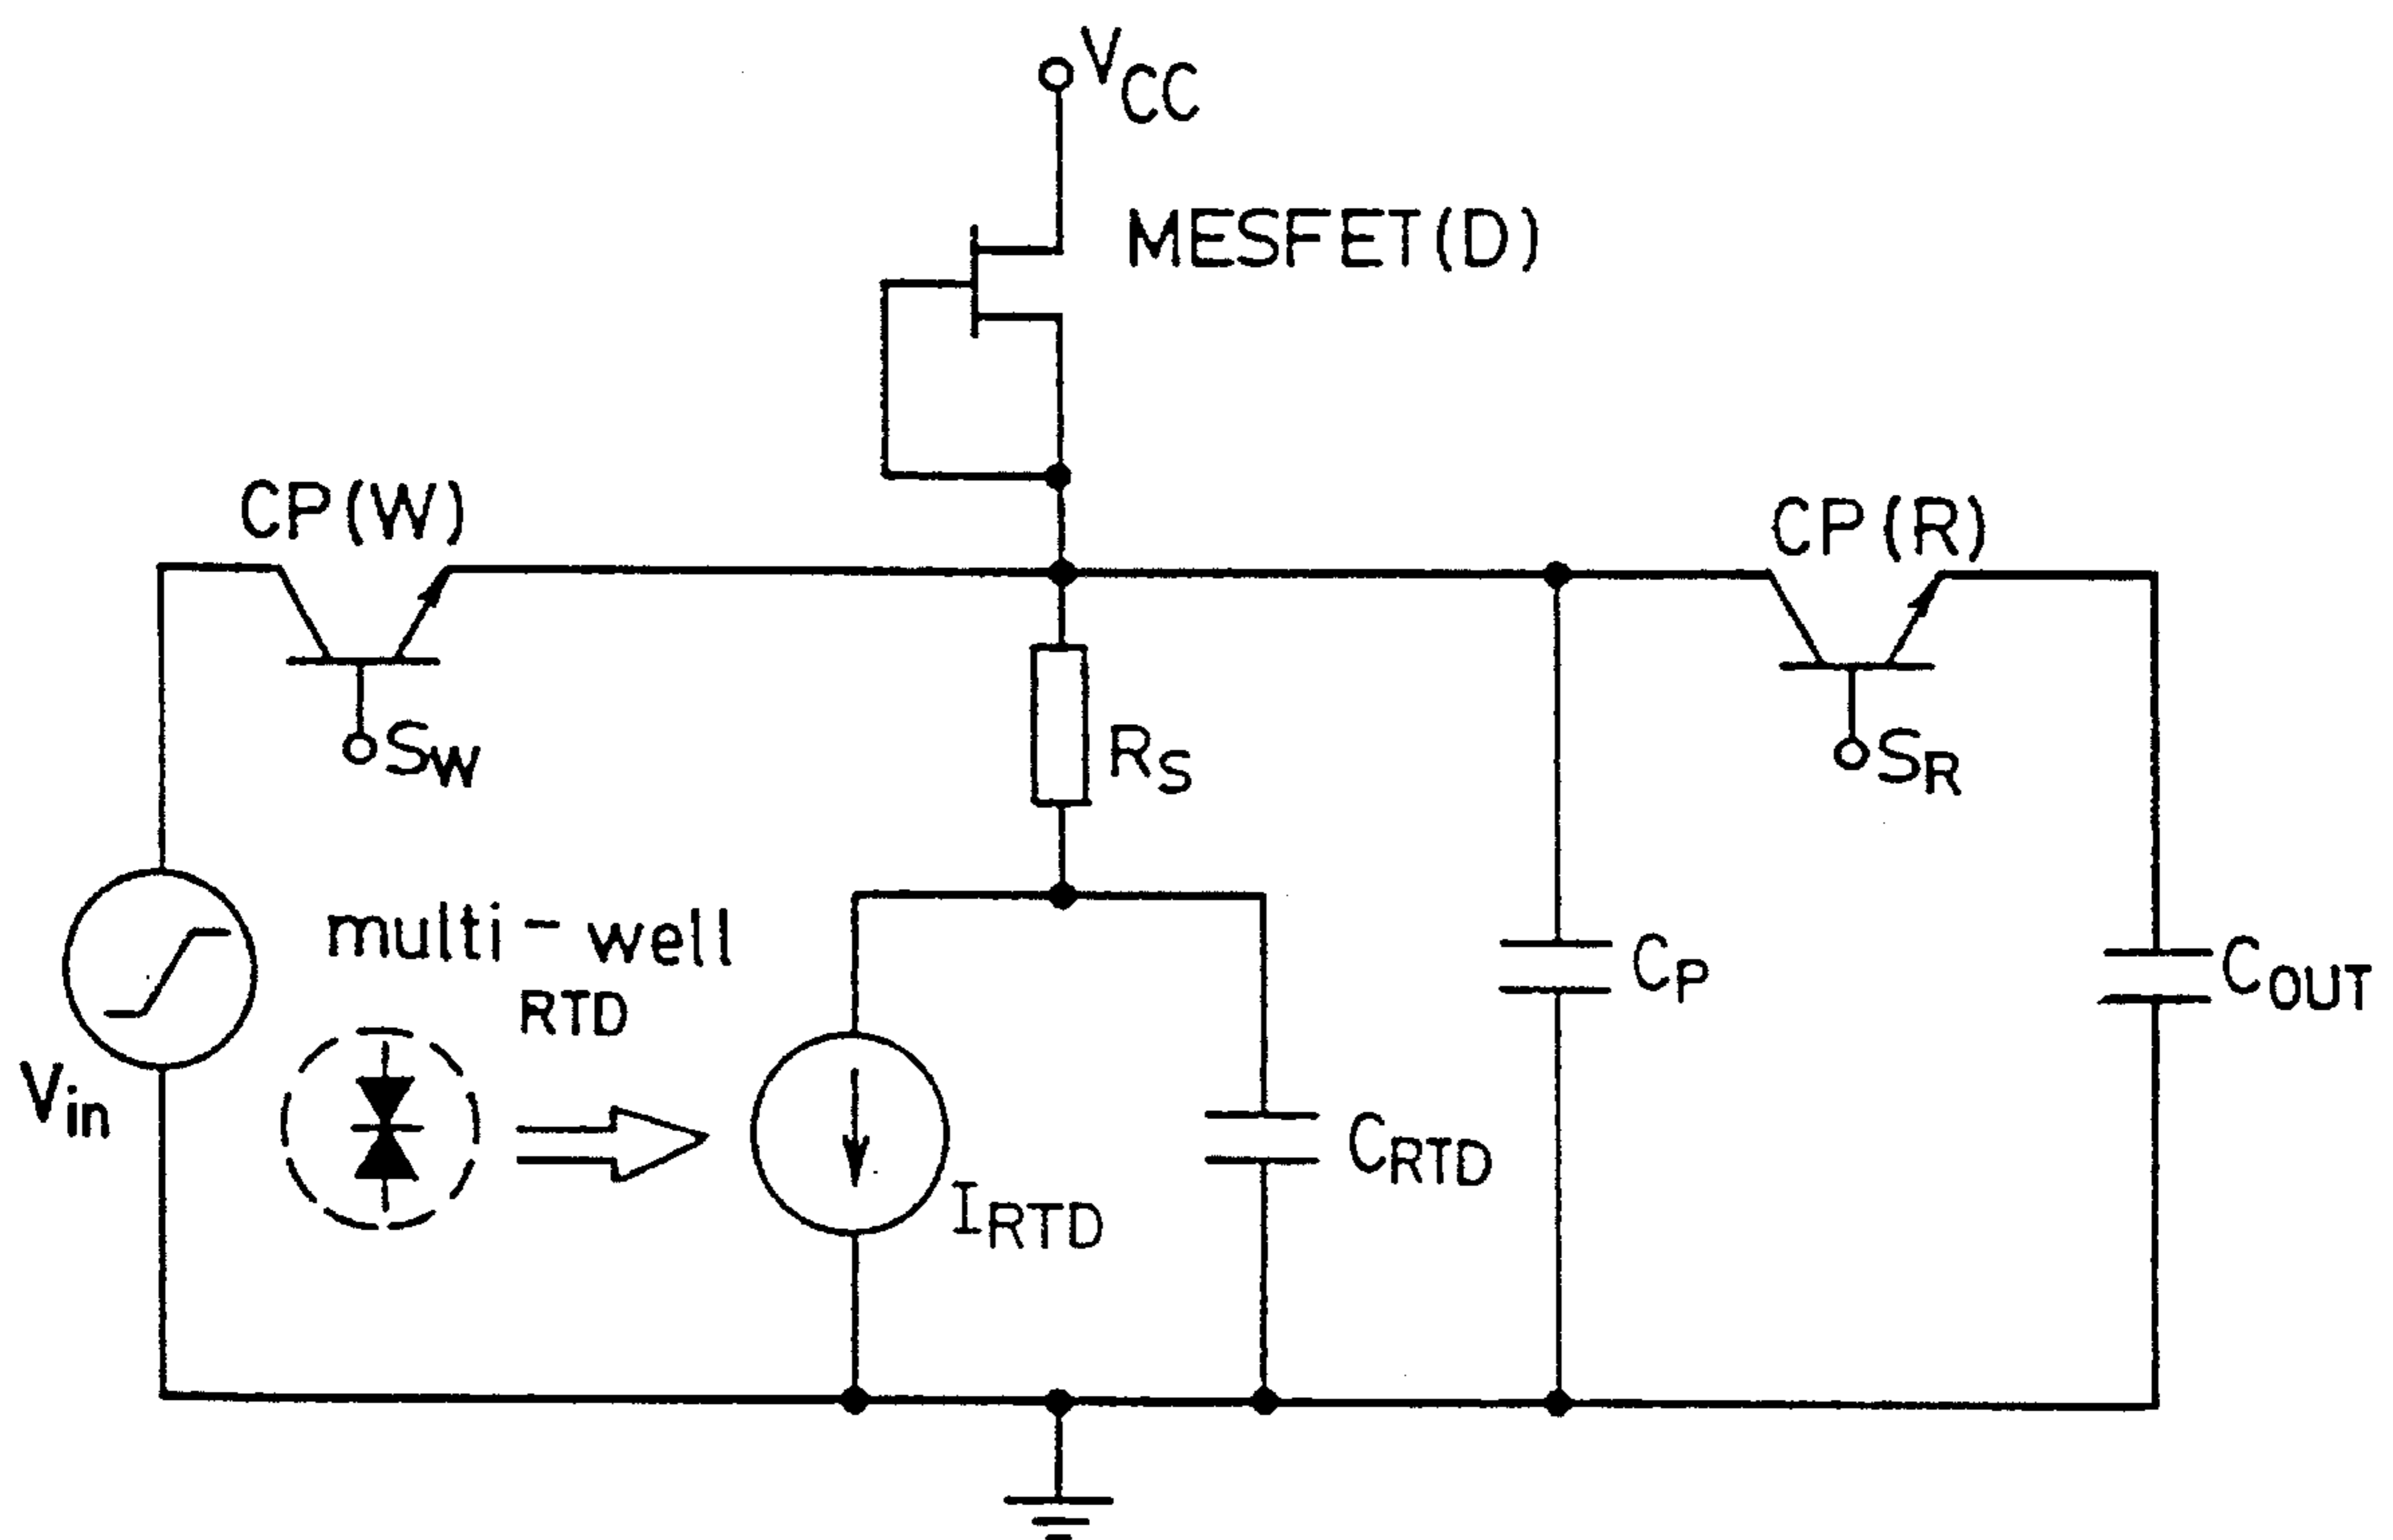 VCC
MESFET(D)
CP(W)
CP(R)
SW
RS
SR
multi-well
RTD
CP
COUT
Vin
CRTD
IRTD